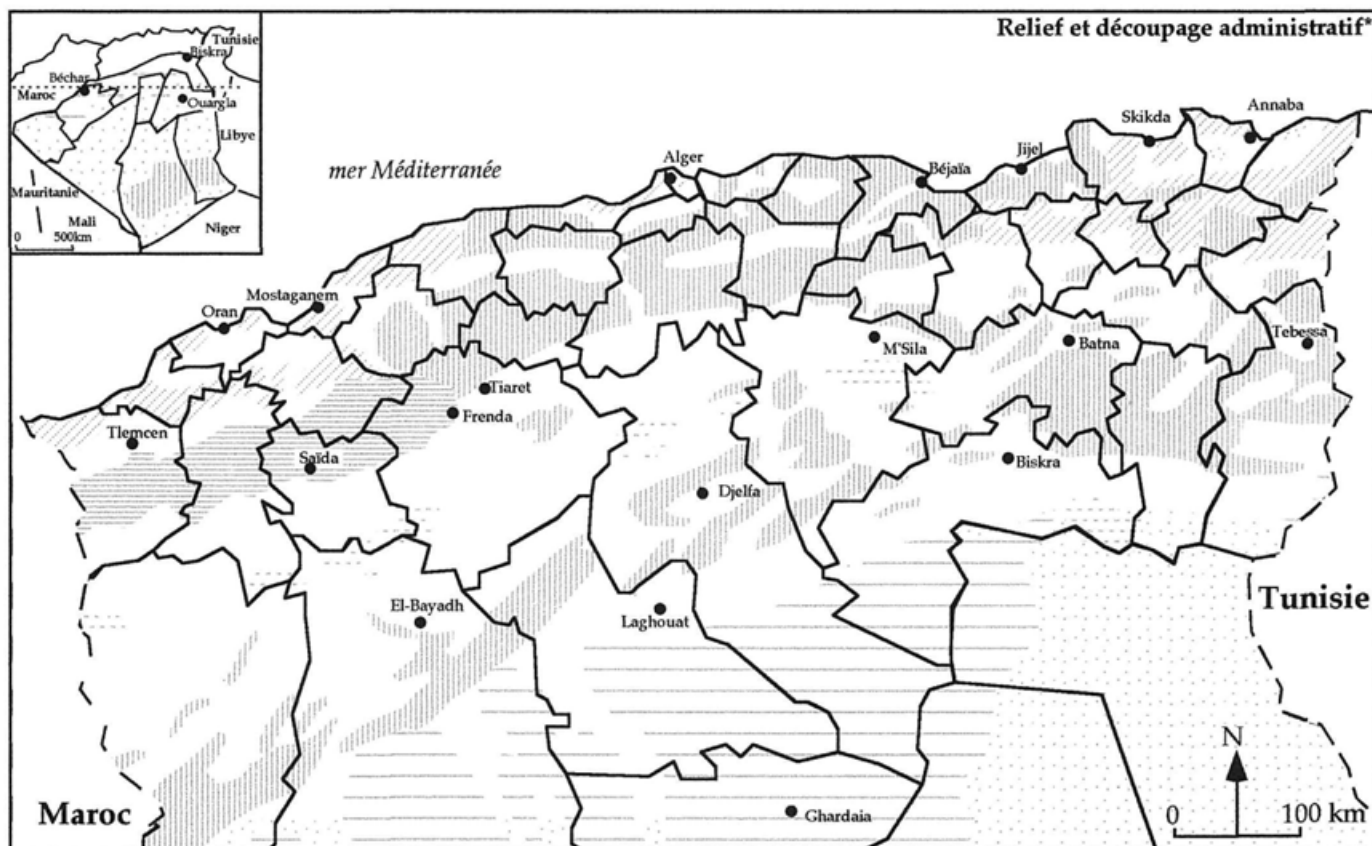 Relief et découpage administratif*
Tunisie
Biskra
Béchar
Maroc
Ouargla
Libye
Mauritanie
Mali
Niger
0 500km
mer Méditerranée
Alger
Béjaïa
Jijel
Skikda
Annaba
Oran
Mostaganem
M'Sila
Batna
Tebessa
Tiaret
Frenda
Tlemcen
Saïda
Biskra
Djelfa
El-Bayadh
Laghouat
Tunisie
Maroc
Ghardaia
N
0 100 km